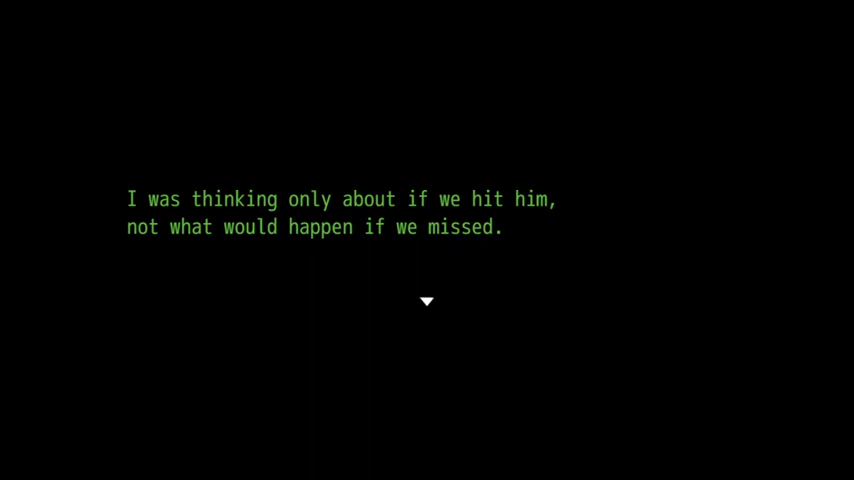 I was thinking only about if we hit him,
not what would happen if we missed.